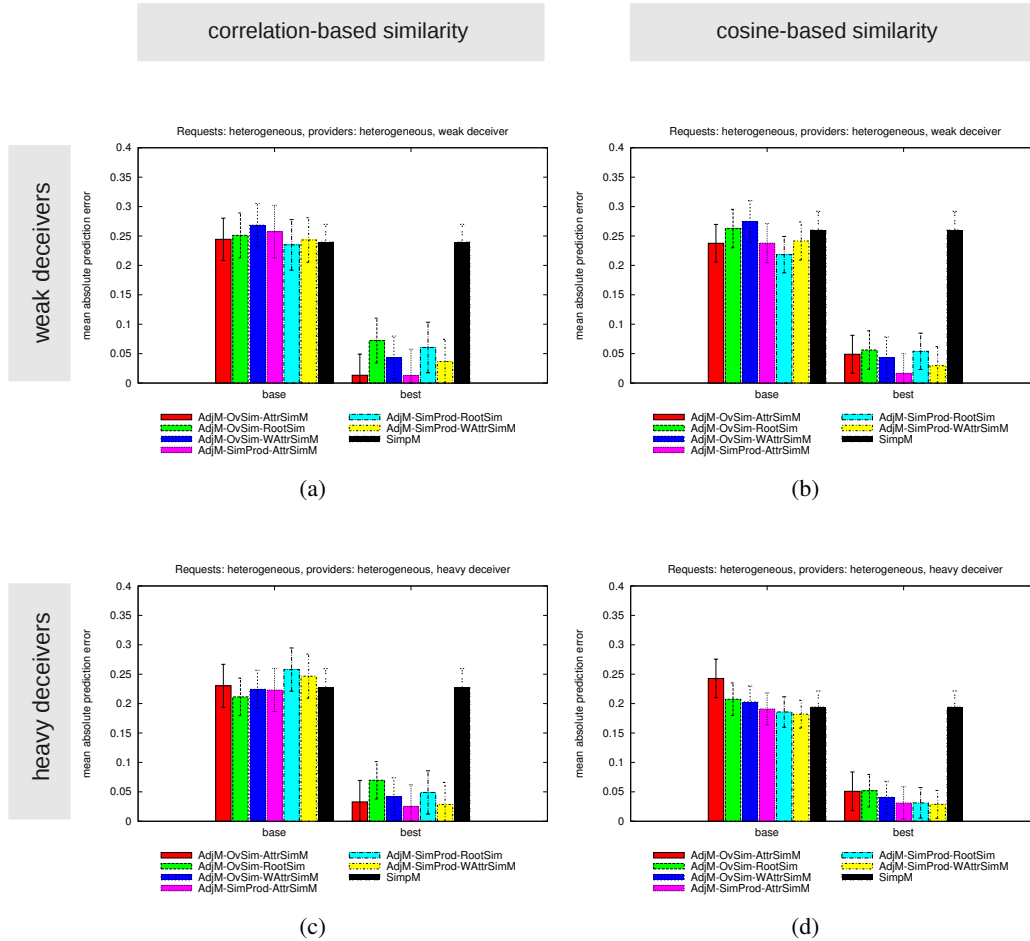 correlation-based similarity
cosine-based similarity
weak deceivers
Requests: heterogeneous, providers: heterogeneous, weak deceiver
mean absolute prediction error
0.4
0.35
0.3
0.25
0.2
0.15
0.1
0.05
0
base
best
AdjM-OvSim-AttrSimM
AdjM-OvSim-RootSim
AdjM-OvSim-WAttrSimM
AdjM-SimProd-AttrSimM
AdjM-SimProd-RootSim
AdjM-SimProd-WAttrSimM
SimpM
(a)
Requests: heterogeneous, providers: heterogeneous, weak deceiver
mean absolute prediction error
0.4
0.35
0.3
0.25
0.2
0.15
0.1
0.05
0
base
best
AdjM-OvSim-AttrSimM
AdjM-OvSim-RootSim
AdjM-OvSim-WAttrSimM
AdjM-SimProd-AttrSimM
AdjM-SimProd-RootSim
AdjM-SimProd-WAttrSimM
SimpM
(b)
heavy deceivers
Requests: heterogeneous, providers: heterogeneous, heavy deceiver
mean absolute prediction error
0.4
0.35
0.3
0.25
0.2
0.15
0.1
0.05
0
base
best
AdjM-OvSim-AttrSimM
AdjM-OvSim-RootSim
AdjM-OvSim-WAttrSimM
AdjM-SimProd-AttrSimM
AdjM-SimProd-RootSim
AdjM-SimProd-WAttrSimM
SimpM
(c)
Requests: heterogeneous, providers: heterogeneous, heavy deceiver
mean absolute prediction error
0.4
0.35
0.3
0.25
0.2
0.15
0.1
0.05
0
base
best
AdjM-OvSim-AttrSimM
AdjM-OvSim-RootSim
AdjM-OvSim-WAttrSimM
AdjM-SimProd-AttrSimM
AdjM-SimProd-RootSim
AdjM-SimProd-WAttrSimM
SimpM
(d)